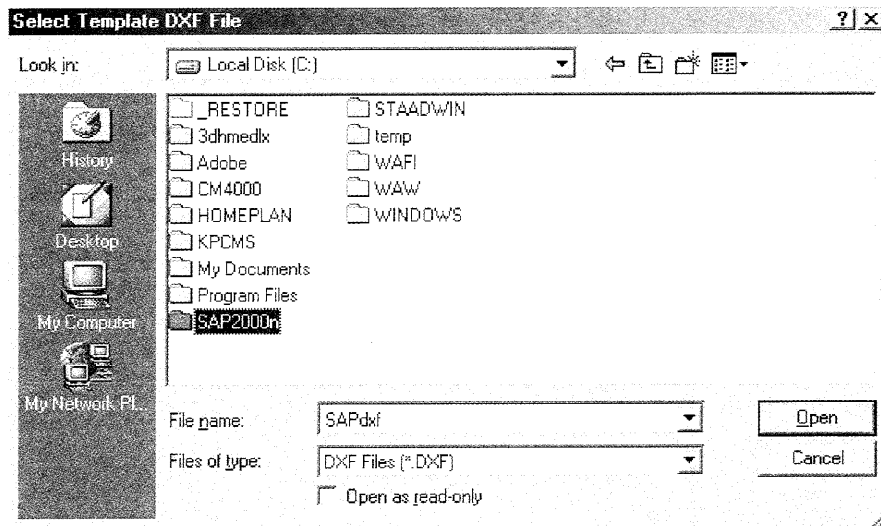 Select Template DXF File
Look in:
Local Disk (C:)
History
Desktop
My Computer
My Network Pl...
_RESTORE
3dhmedlx
Adobe
CM4000
HOMEPLAN
KPCMS
My Documents
Program Files
SAP2000n
STAADWIN
temp
WAFI
WAW
WINDOWS
File name:
SAPdxf
Open
Files of type:
DXF Files (*.DXF)
Cancel
Open as read-only